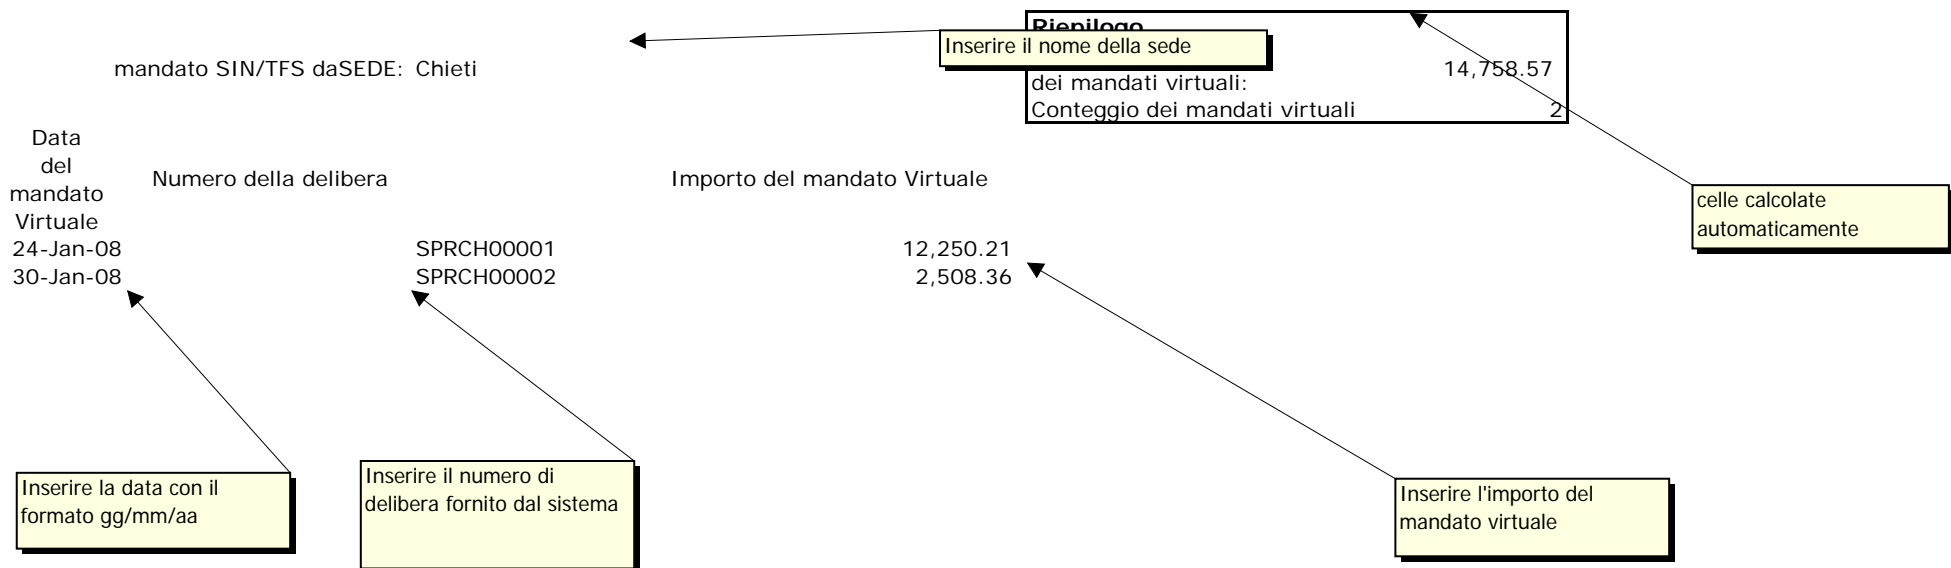 Riepilogo
Inserire il nome della sede
mandato SIN/TFS daSEDE: Chieti
14,758.57
dei mandati virtuali:
Conteggio dei mandati virtuali 2
Data
del
mandato
Virtuale
Numero della delibera
Importo del mandato Virtuale
celle calcolate
automaticamente
24-Jan-08 SPRCH00001 12,250.21
30-Jan-08 SPRCH00002 2,508.36
Inserire la data con il
formato gg/mm/aa
Inserire il numero di
delibera fornito dal sistema
Inserire l'importo del
mandato virtuale